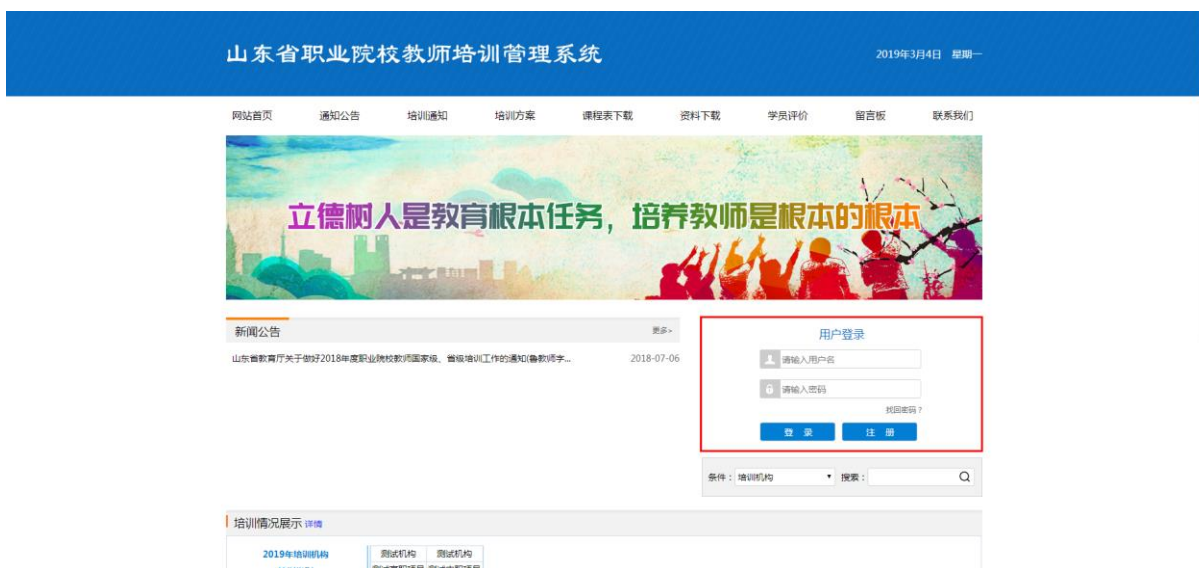 山东省职业院校教师培训管理系统
2019年3月4日 星期一
网站首页 通知公告 培训通知 培训方案 课程表下载 资料下载 学员评价 留言板 联系我们
立德树人是教育根本任务，培养教师是根本的根本
新闻公告 更多>
山东省教育厅关于做好2018年度职业院校教师国家级、省级培训工作的通知(鲁教师字... 2018-07-06
用户登录
请输入用户名
请输入密码
找回密码？
登 录 注 册
条件： 培训机构 搜索：
培训情况展示 详情
2019年培训机构 测试机构 测试机构